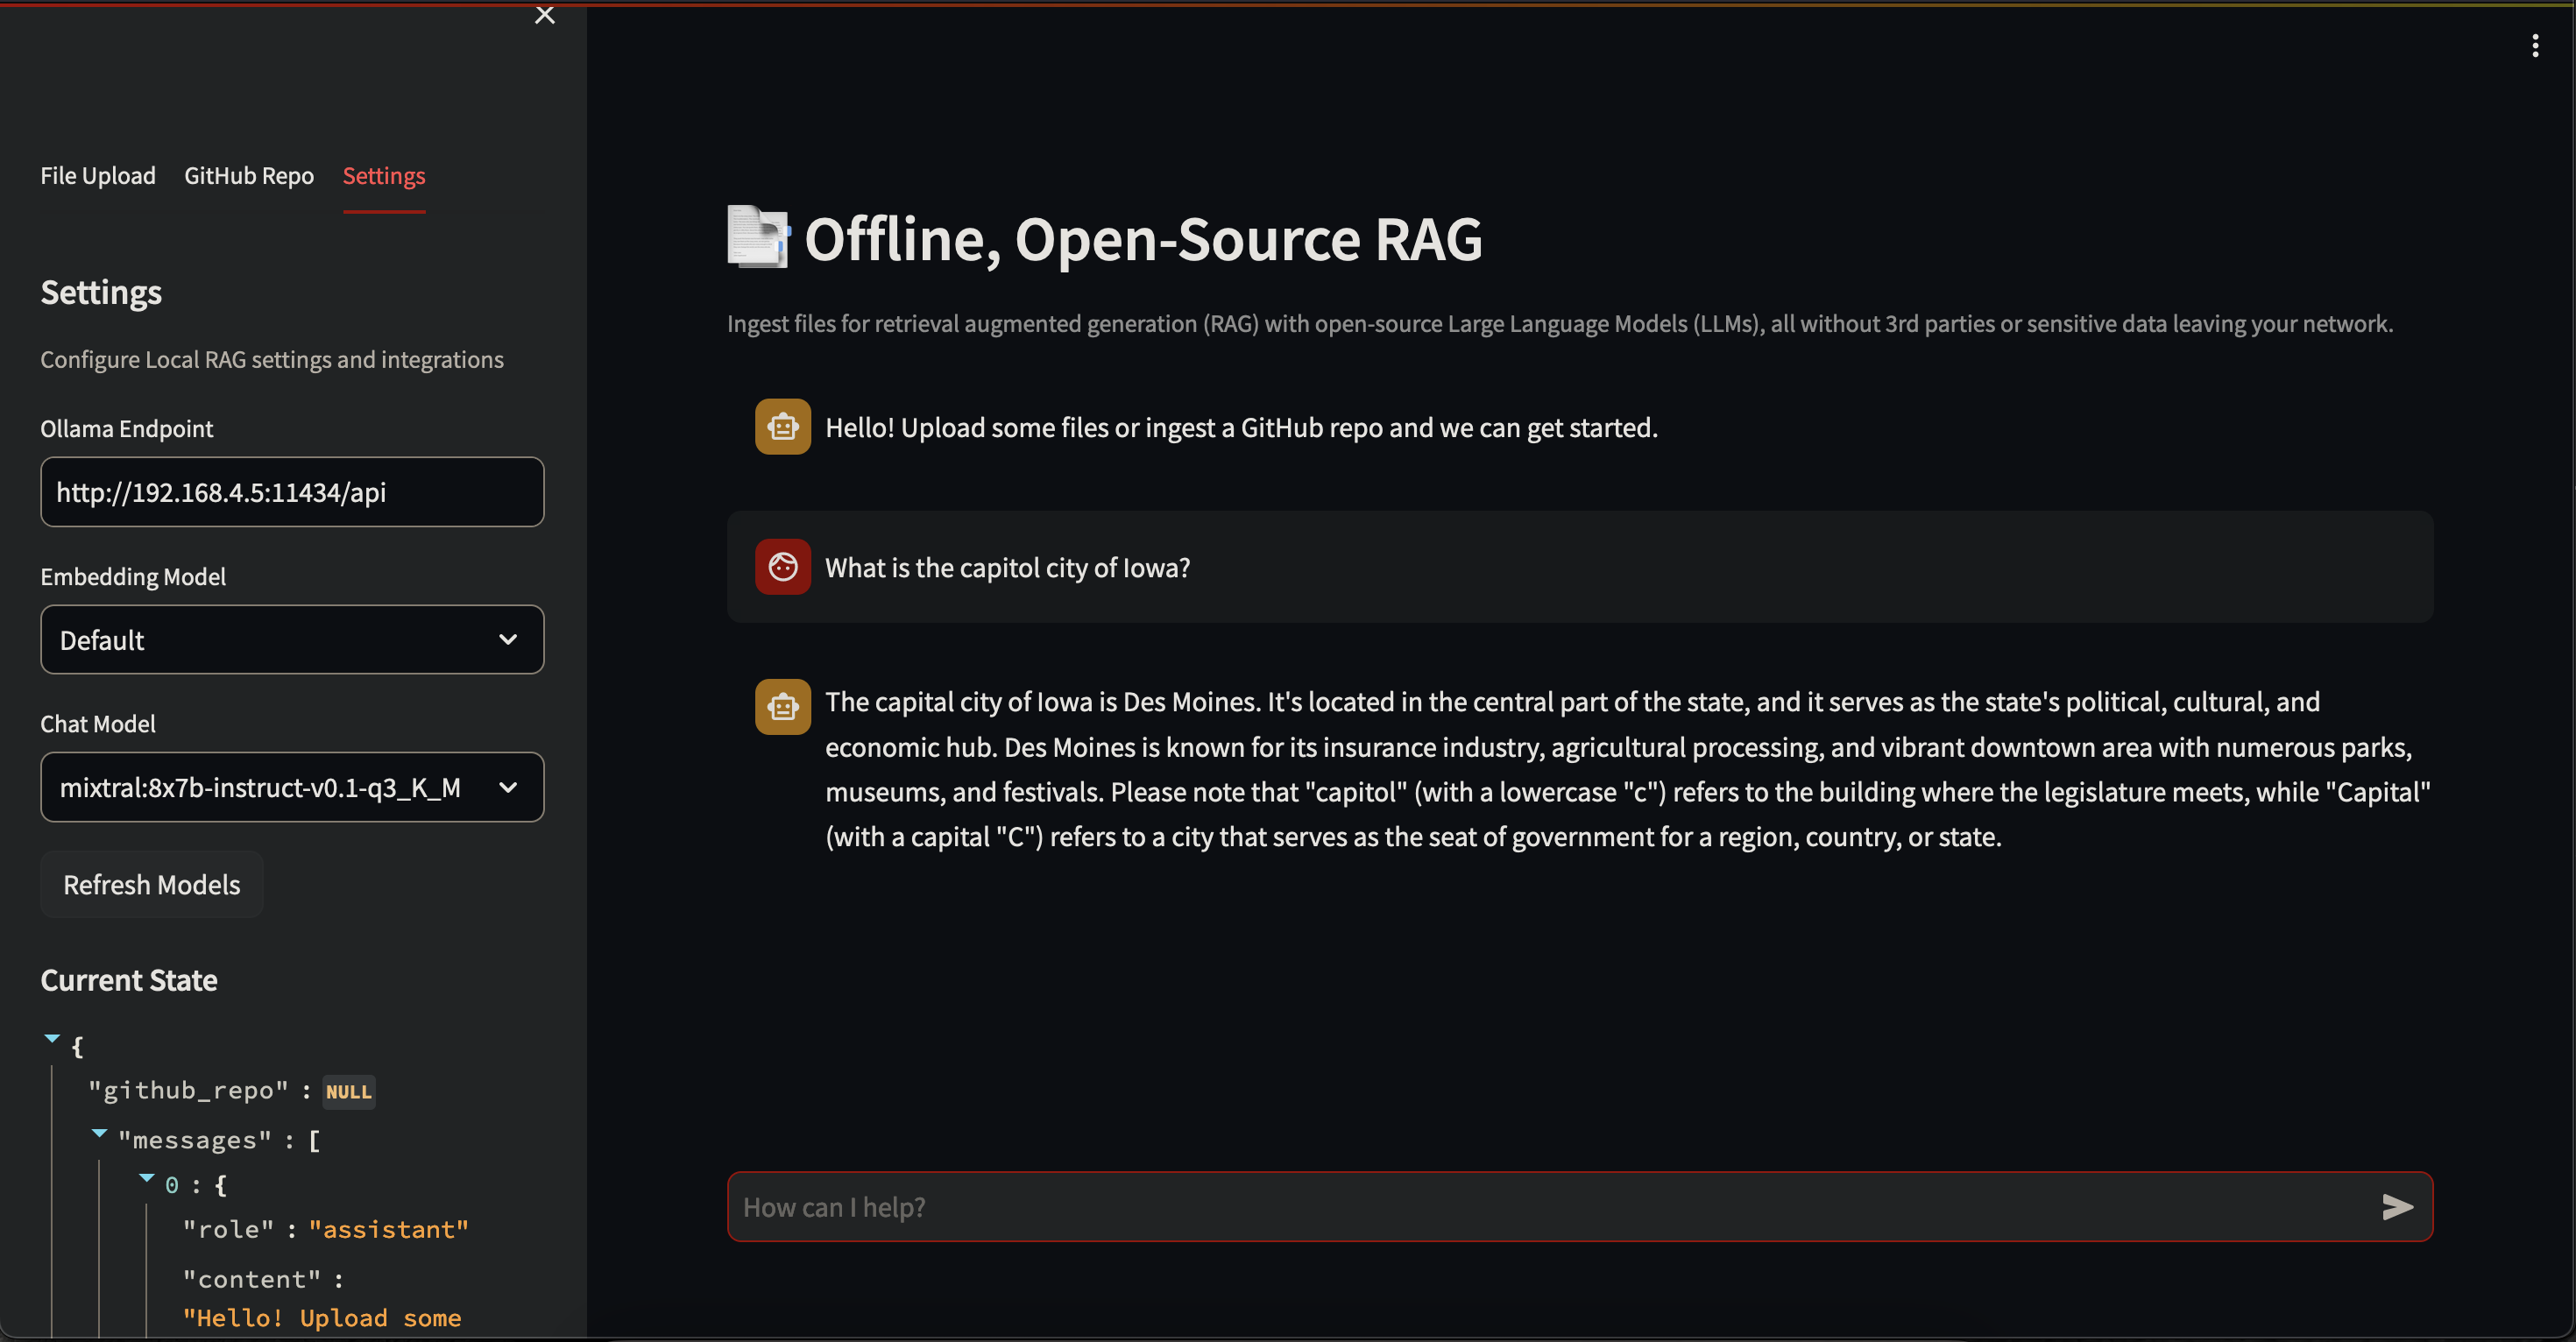 File Upload GitHub Repo Settings
Settings
Configure Local RAG settings and integrations
Ollama Endpoint
http://192.168.4.5:11434/api
Embedding Model
Default
Chat Model
mixtral:8x7b-instruct-v0.1-q3_K_M
Refresh Models
Current State
{
"github_repo" : NULL
"messages" : [
0 : {
"role" : "assistant"
"content" :
"Hello! Upload some
Offline, Open-Source RAG
Ingest files for retrieval augmented generation (RAG) with open-source Large Language Models (LLMs), all without 3rd parties or sensitive data leaving your network.
Hello! Upload some files or ingest a GitHub repo and we can get started.
What is the capitol city of Iowa?
The capital city of Iowa is Des Moines. It's located in the central part of the state, and it serves as the state's political, cultural, and
economic hub. Des Moines is known for its insurance industry, agricultural processing, and vibrant downtown area with numerous parks,
museums, and festivals. Please note that "capitol" (with a lowercase "c") refers to the building where the legislature meets, while "Capital"
(with a capital "C") refers to a city that serves as the seat of government for a region, country, or state.
How can I help?